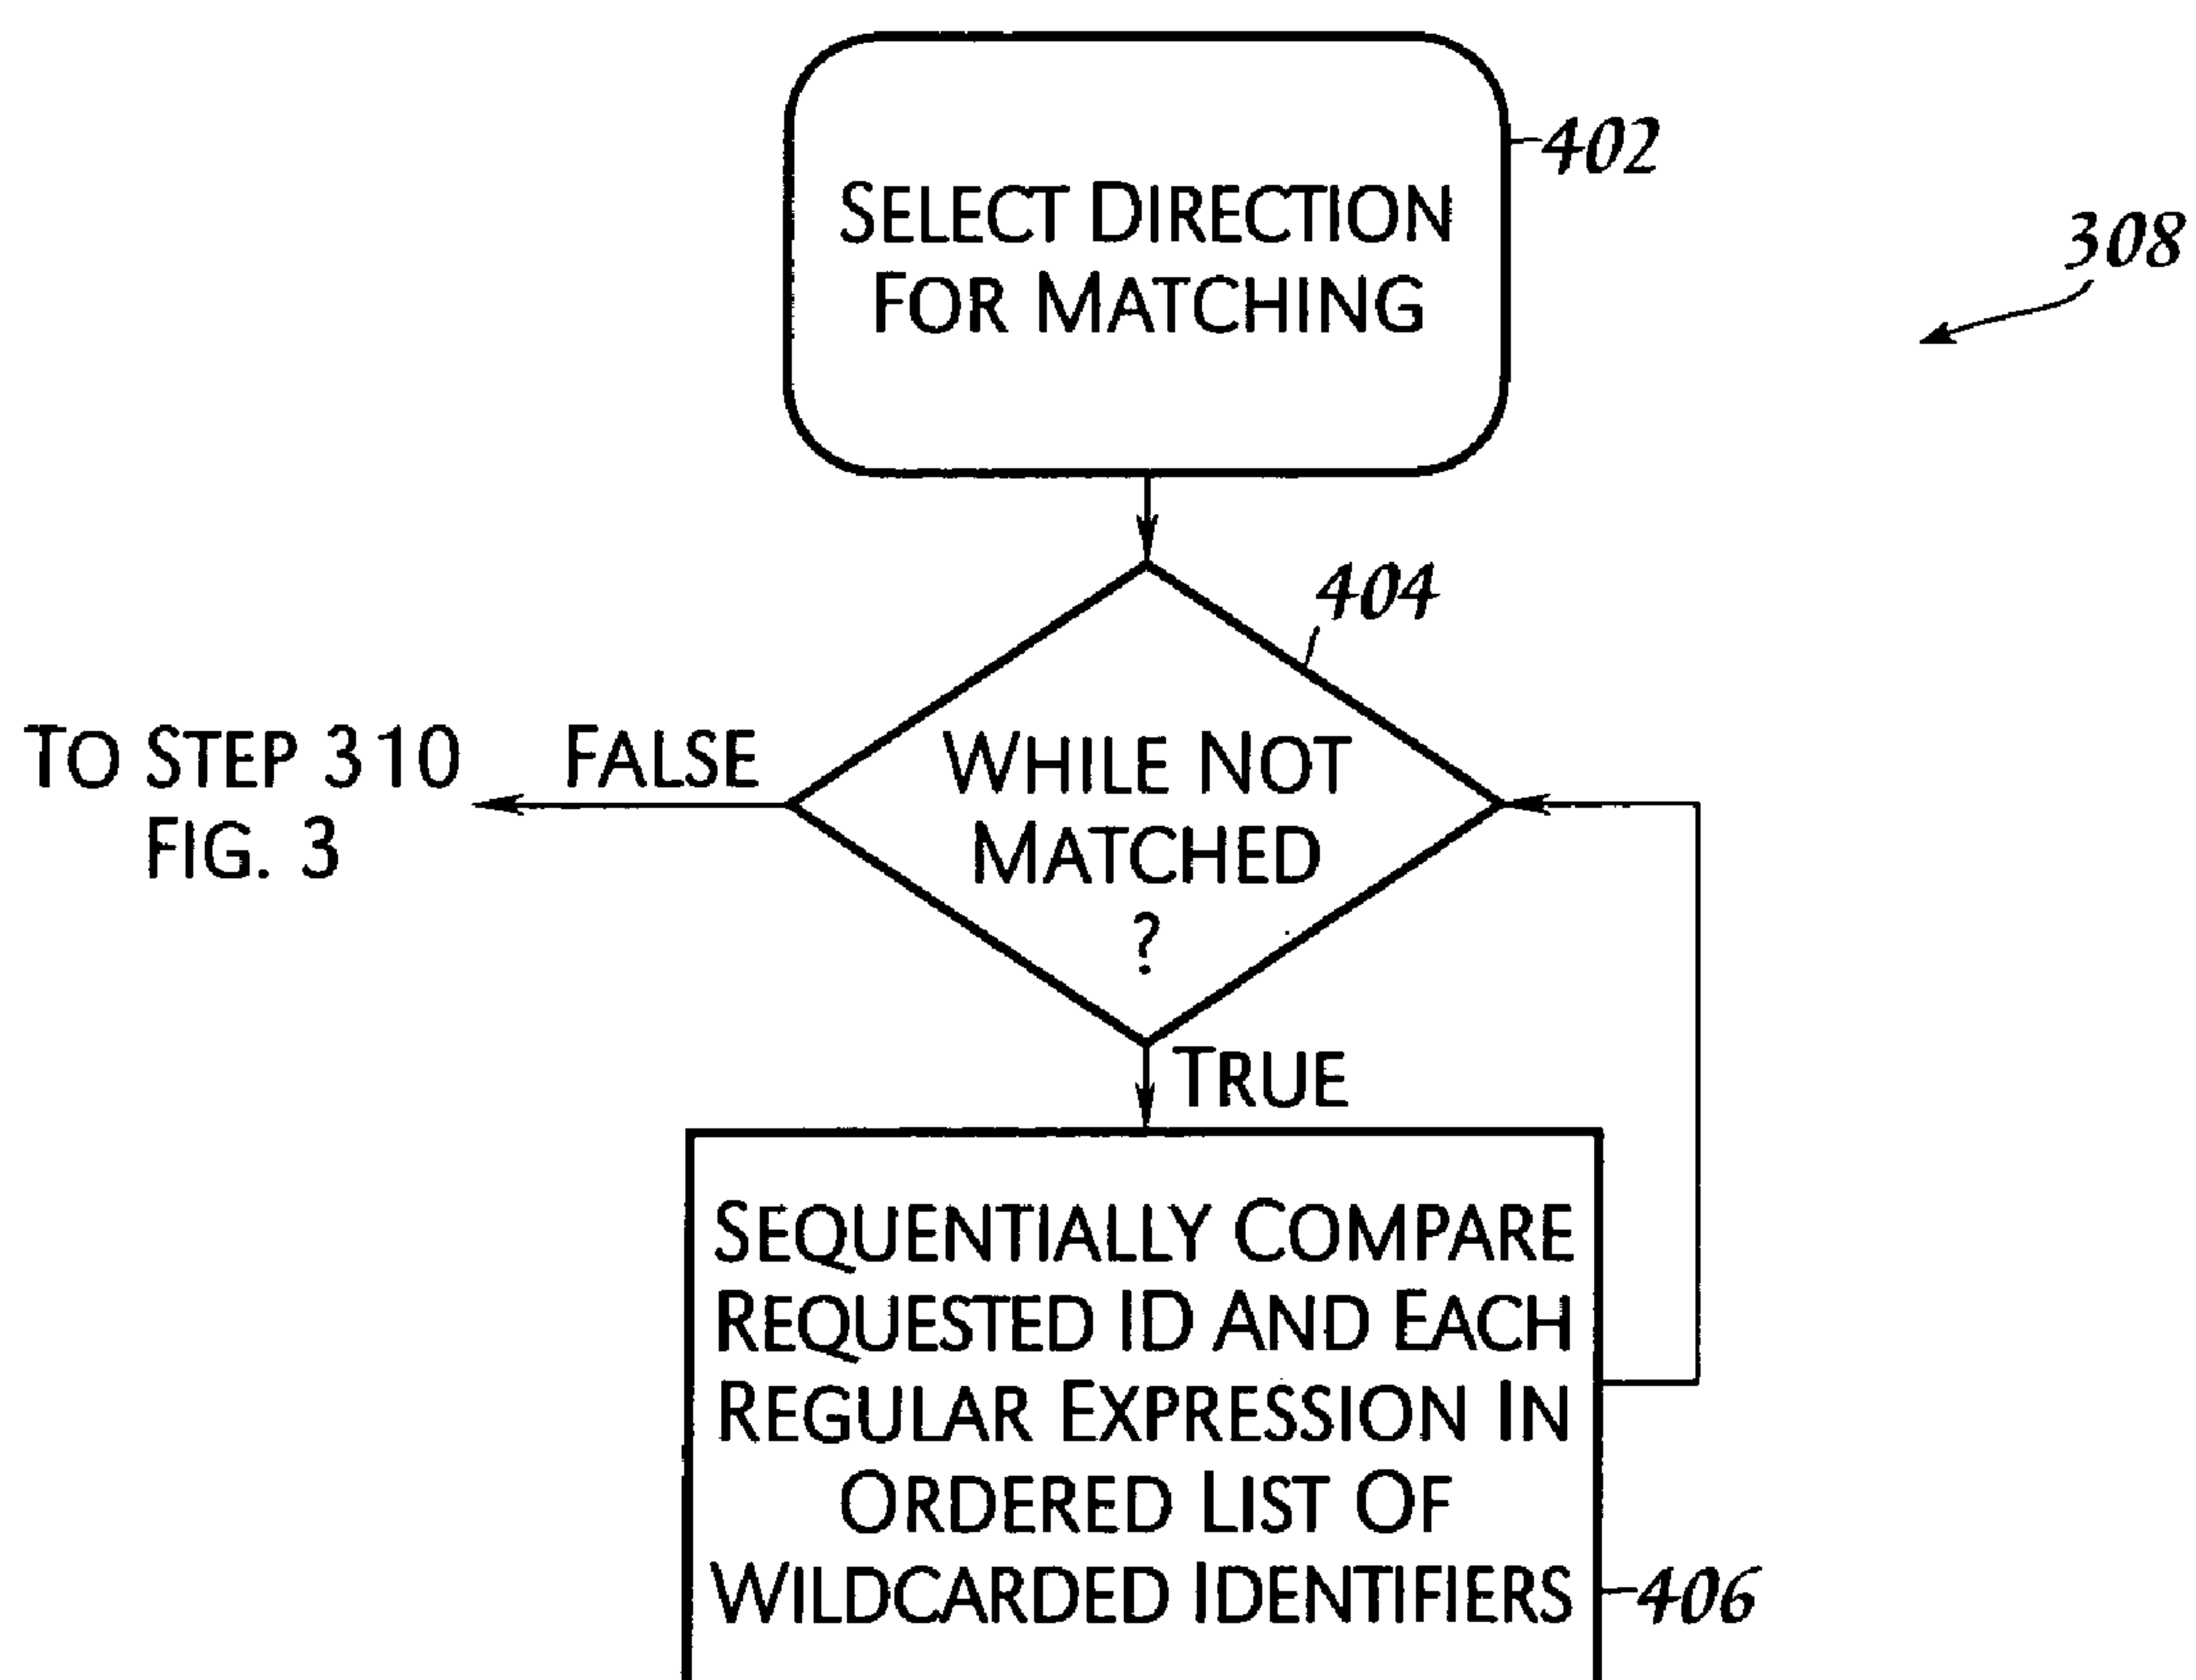 SELECT DIRECTION
FOR MATCHING
402
308
404
WHILE NOT
MATCHED
?
FALSE
TO STEP 310
FIG. 3
TRUE
SEQUENTIALLY COMPARE
REQUESTED ID AND EACH
REGULAR EXPRESSION IN
ORDERED LIST OF
WILDCARDED IDENTIFIERS
406